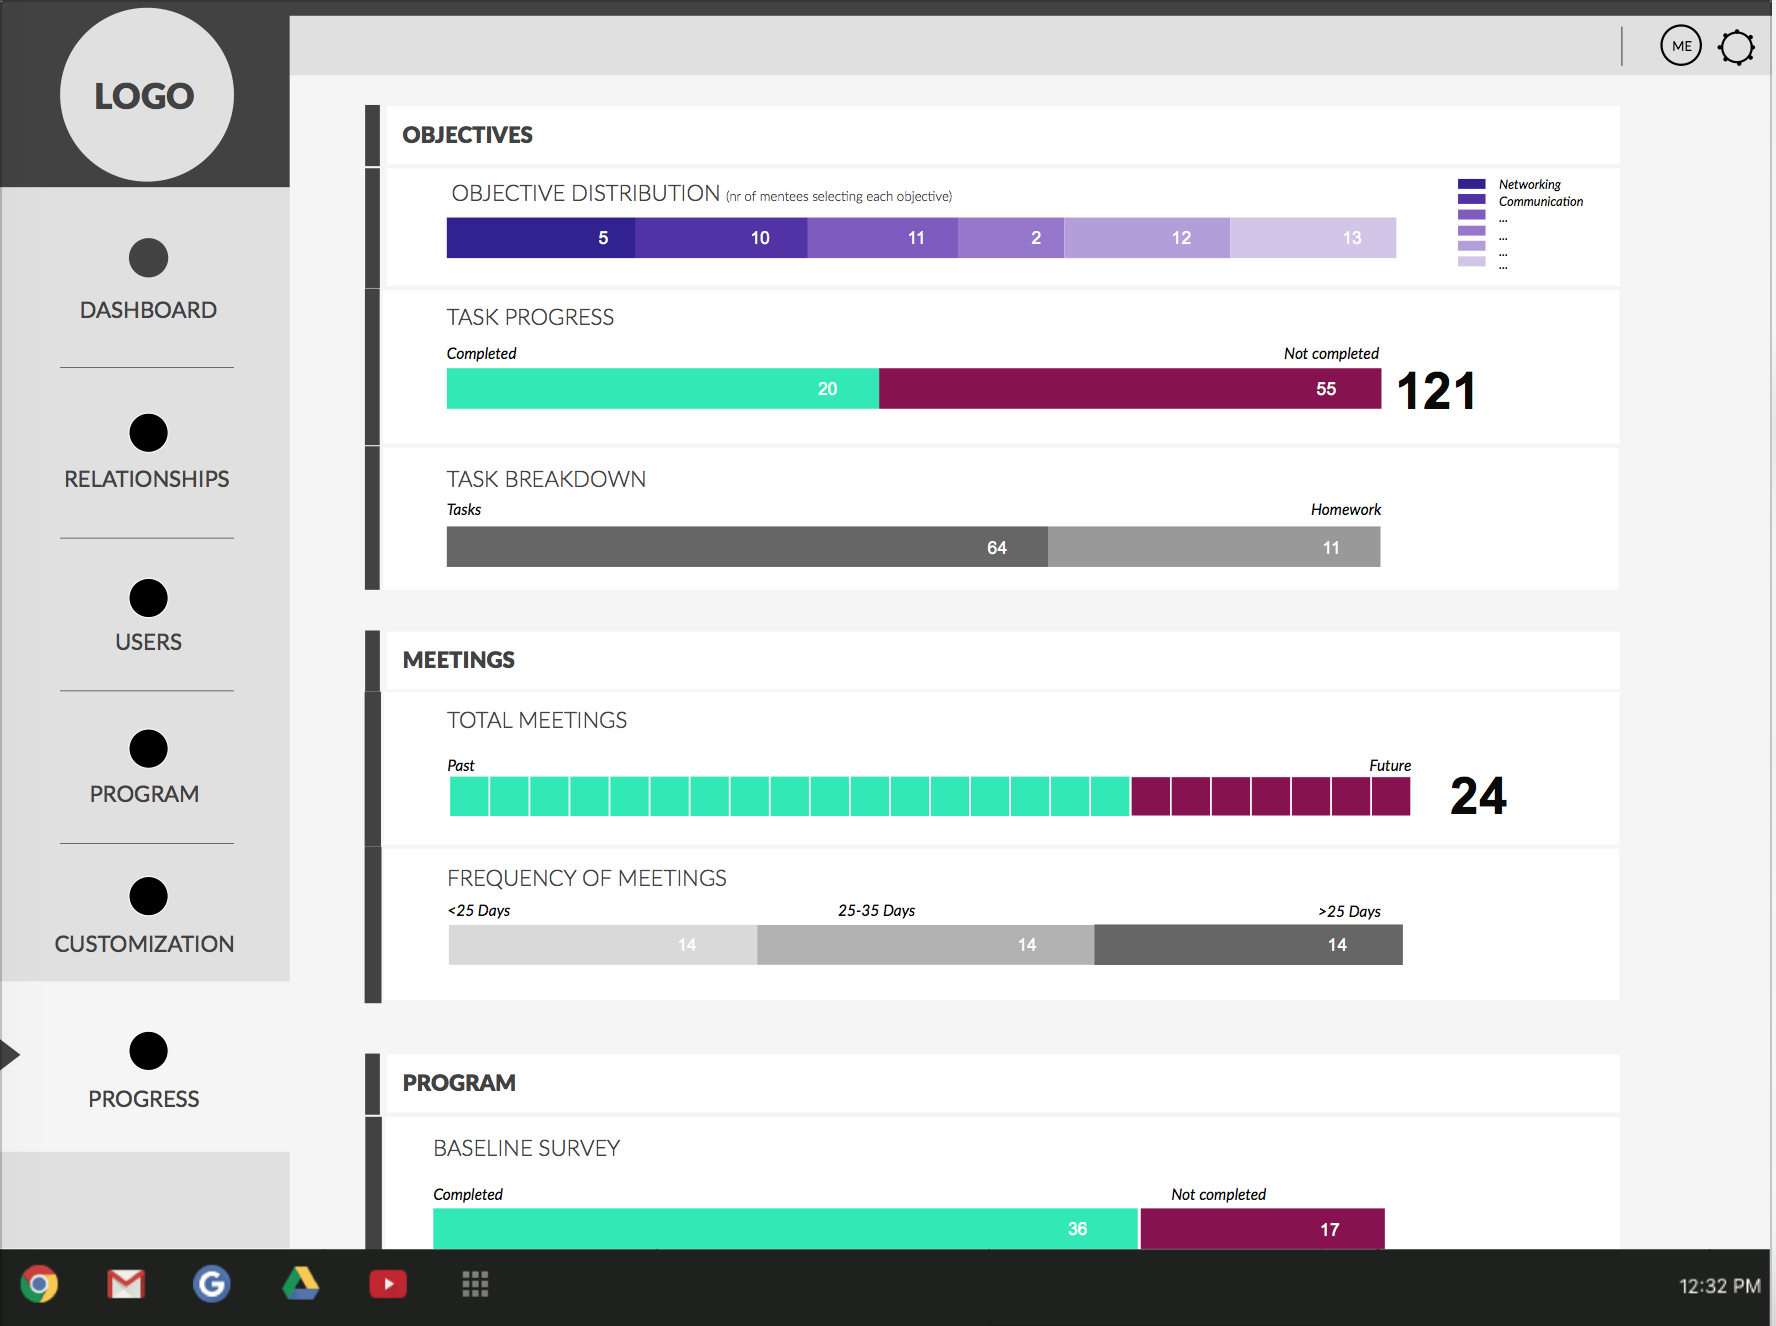 LOGO
ME
DASHBOARD
RELATIONSHIPS
USERS
PROGRAM
CUSTOMIZATION
PROGRESS
OBJECTIVES
OBJECTIVE DISTRIBUTION (nr of mentees selecting each objective)
5 10 11 2 12 13
Networking
Communication
...
...
...
...
TASK PROGRESS
Completed Not completed
20 55 121
TASK BREAKDOWN
Tasks Homework
64 11
MEETINGS
TOTAL MEETINGS
Past Future
24
FREQUENCY OF MEETINGS
<25 Days 25-35 Days >25 Days
14 14 14
PROGRAM
BASELINE SURVEY
Completed Not completed
36 17
G
12:32 PM